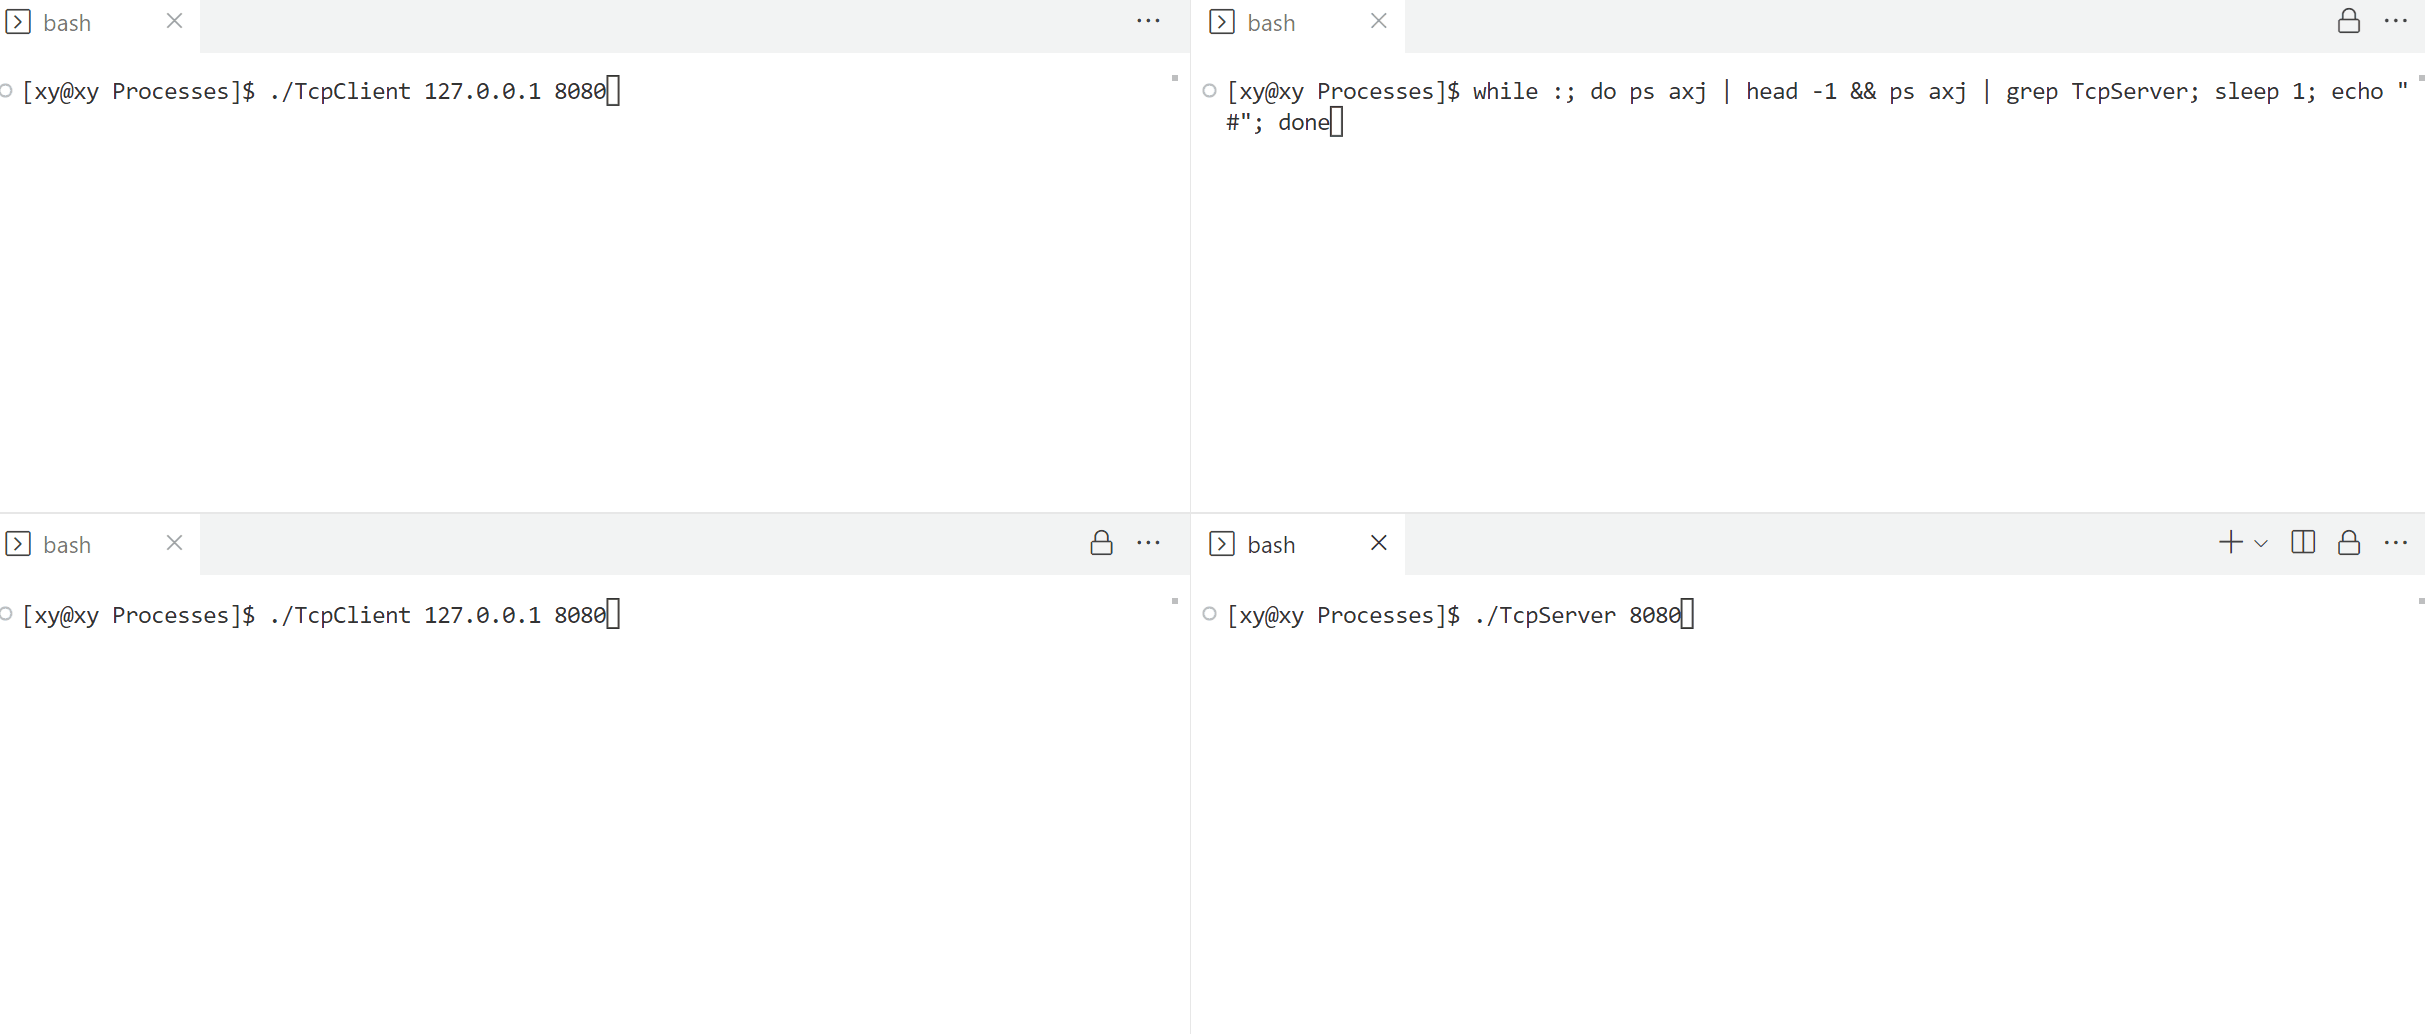 bash
[xy@xy Processes]$ ./TcpClient 127.0.0.1 8080
bash
[xy@xy Processes]$ while :; do ps axj | head -1 && ps axj | grep TcpServer; sleep 1; echo "
#"; done
bash
[xy@xy Processes]$ ./TcpClient 127.0.0.1 8080
bash
[xy@xy Processes]$ ./TcpServer 8080